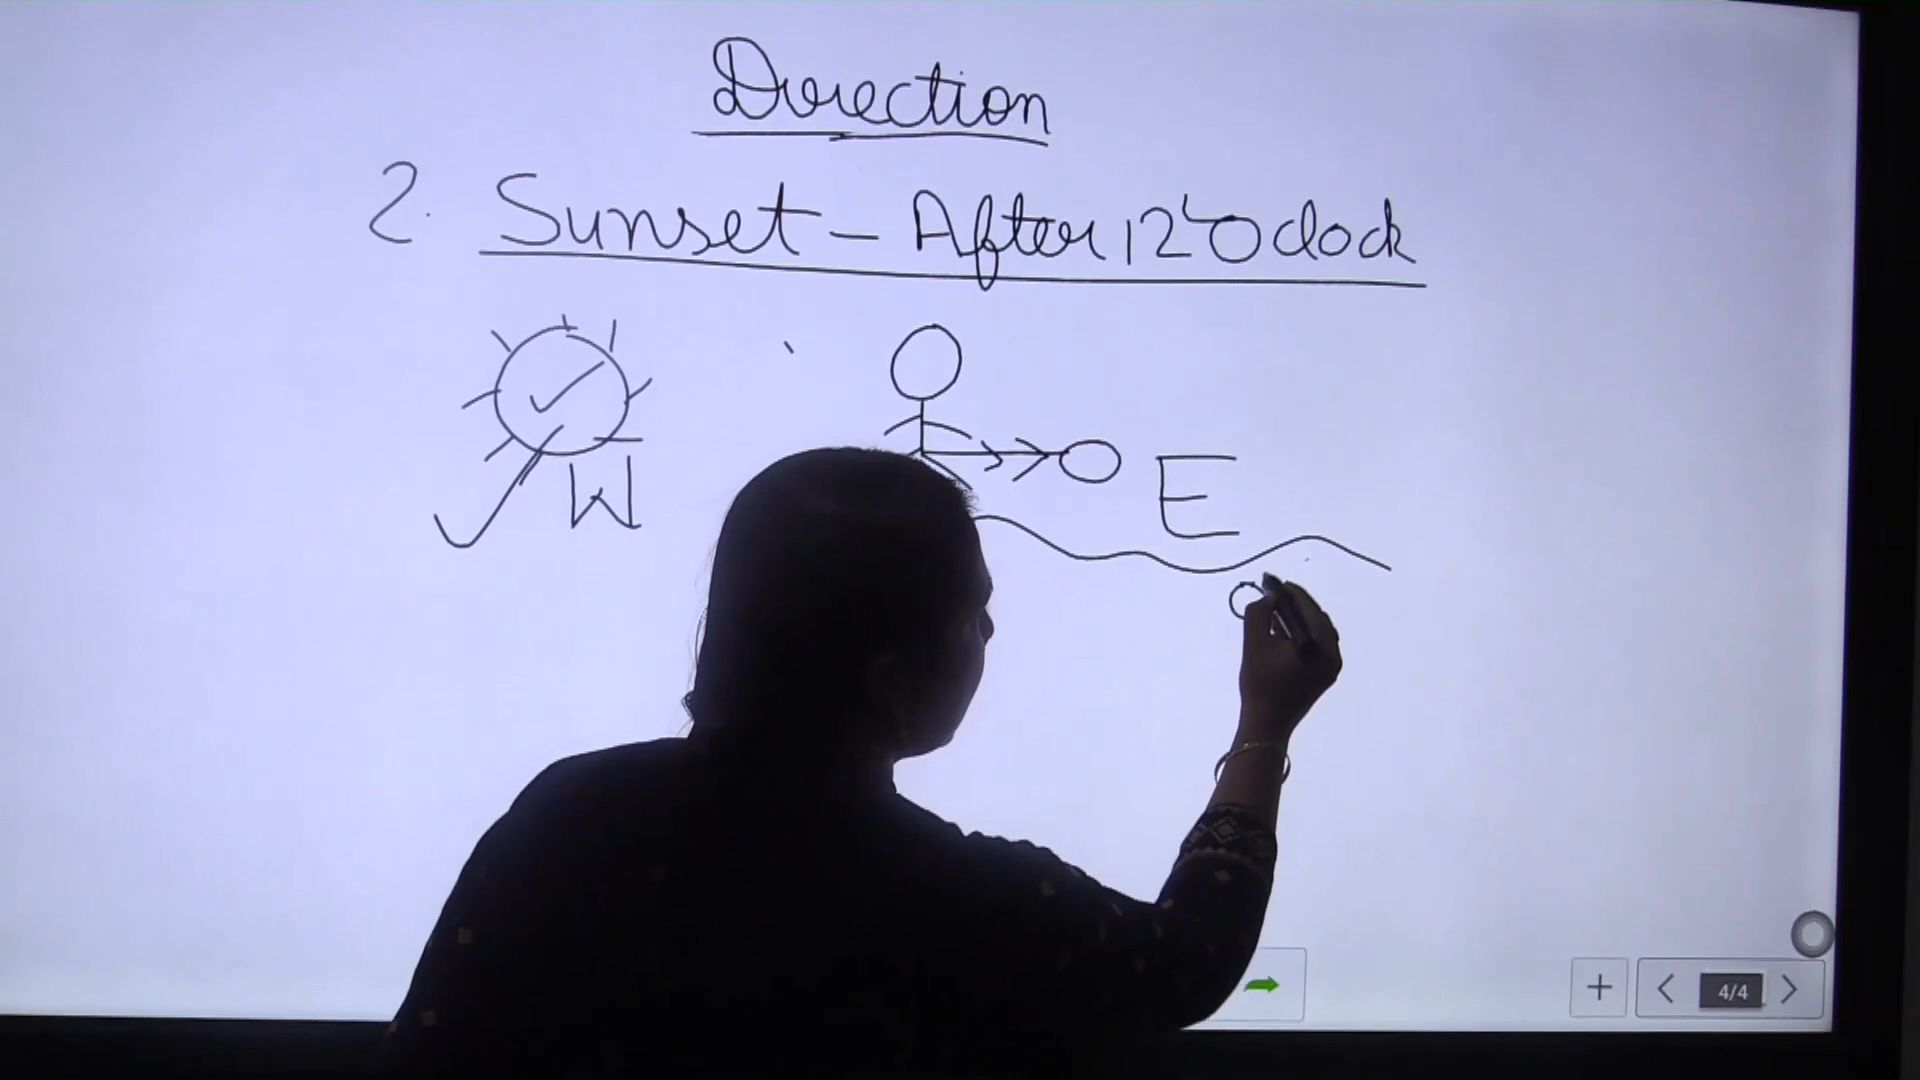 Direction
2. Sunset - After 12'O clock
W
E
4/4